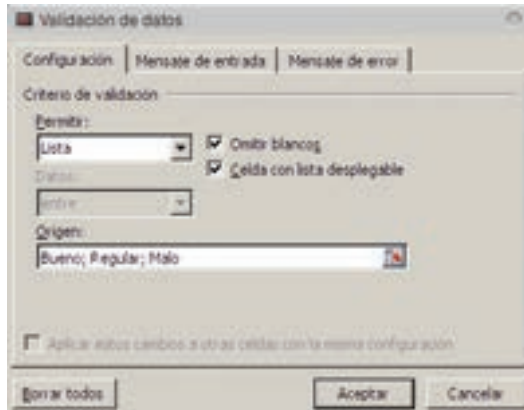 Validación de datos
Configuración Mensaje de entrada Mensaje de error
Criterio de validación
Permitir:
Lista
Omitir blancos
Celda con lista desplegable
Datos:
entre
Origen:
Bueno; Regular; Malo
Aplicar estos cambios a otras celdas con la misma configuración
Borrar todos Aceptar Cancelar